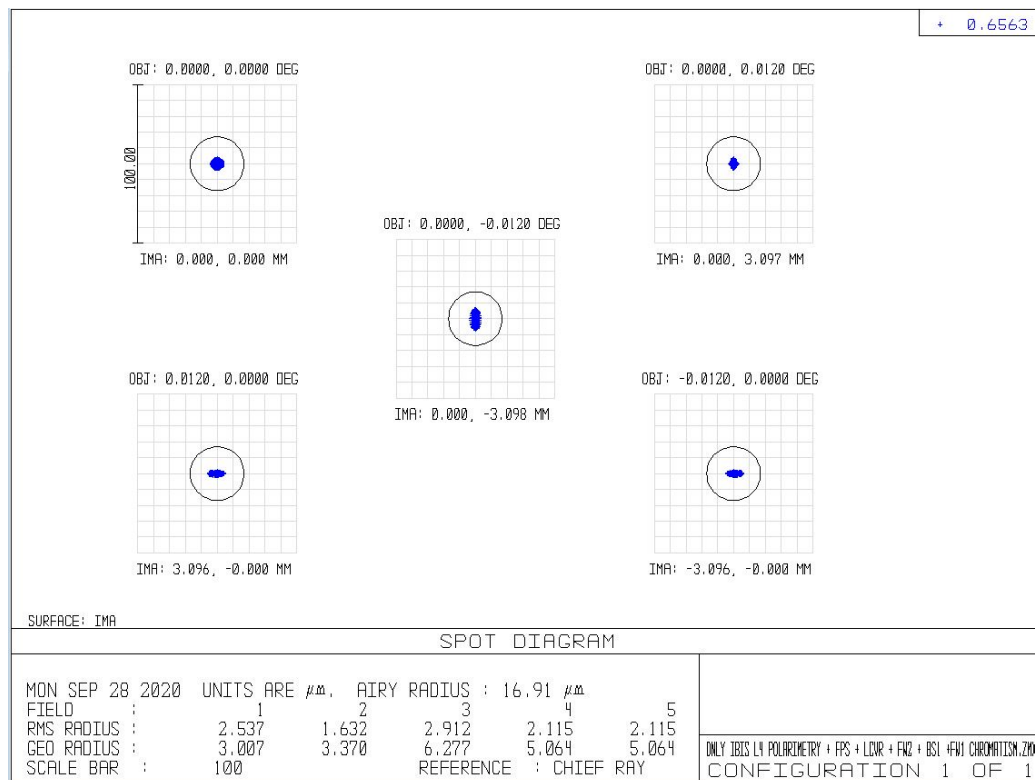 + 0.6563
OBJ: 0.0000, 0.0000 DEG
OBJ: 0.0000, 0.0120 DEG
100.00
OBJ: 0.0000, -0.0120 DEG
IMA: 0.000, 0.000 MM
IMA: 0.000, 3.097 MM
OBJ: 0.0120, 0.0000 DEG
OBJ: -0.0120, 0.0000 DEG
IMA: 0.000, -3.098 MM
IMA: 3.096, -0.000 MM
IMA: -3.096, -0.000 MM
SURFACE: IMA
SPOT DIAGRAM
MON SEP 28 2020 UNITS ARE µm. AIRY RADIUS : 16.91 µm
FIELD : 1 2 3 4 5
RMS RADIUS : 2.537 1.632 2.912 2.115 2.115
GEO RADIUS : 3.007 3.370 6.277 5.064 5.064
SCALE BAR : 100 REFERENCE : CHIEF RAY
ONLY IBIS L4 POLARIMETRY + FPS + LCVR + FW2 + BS1 +FW1 CHROMATISM.ZMX
CONFIGURATION 1 OF 1